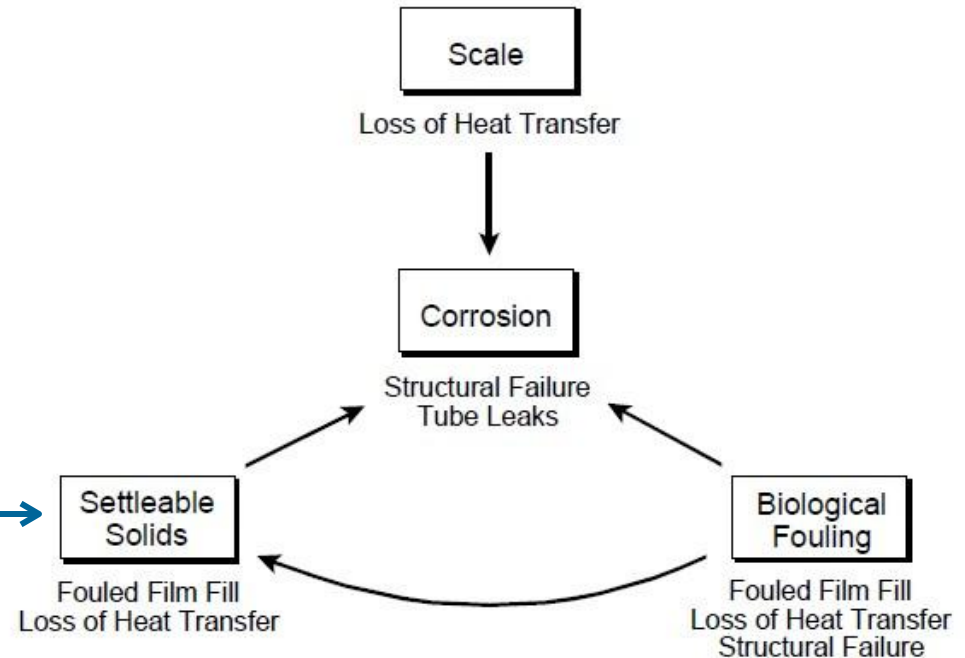 Scale
Loss of Heat Transfer
Corrosion
Structural Failure
Tube Leaks
Settleable
Solids
Fouled Film Fill
Loss of Heat Transfer
Biological
Fouling
Fouled Film Fill
Loss of Heat Transfer
Structural Failure